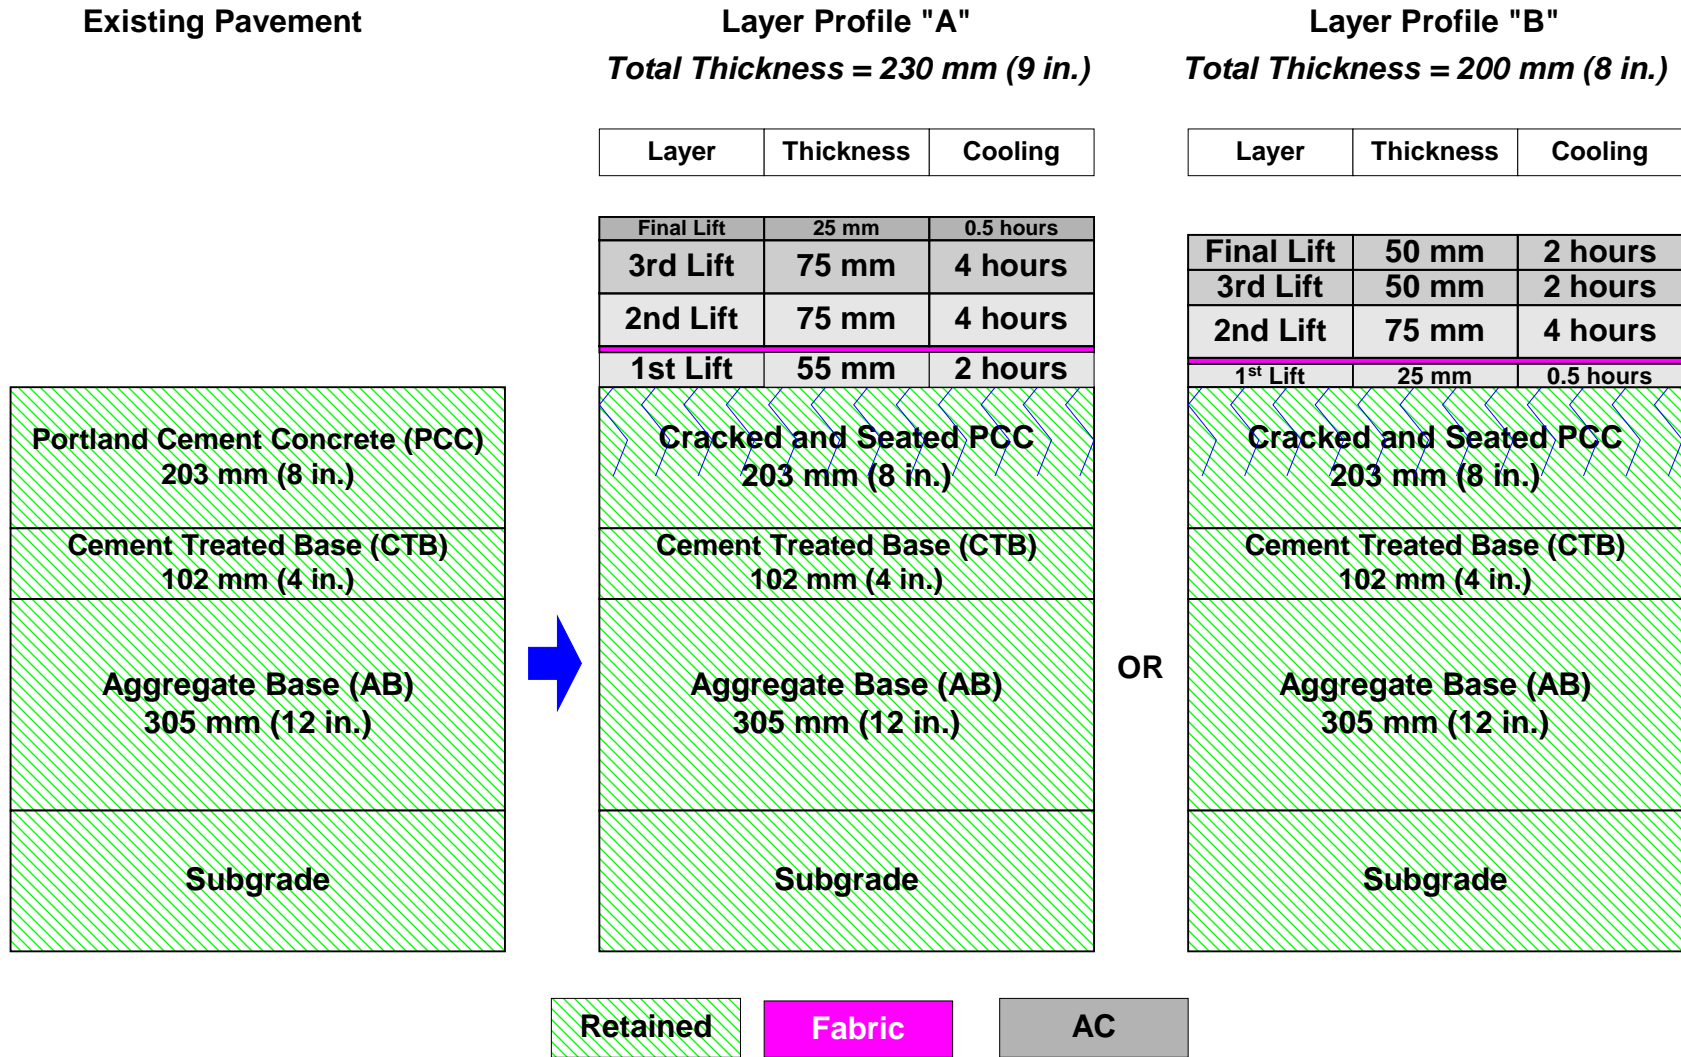 Existing Pavement
Layer Profile "A"
Total Thickness = 230 mm (9 in.)
Layer Profile "B"
Total Thickness = 200 mm (8 in.)
Layer Thickness Cooling
Final Lift 25 mm 0.5 hours
3rd Lift 75 mm 4 hours
2nd Lift 75 mm 4 hours
1st Lift 55 mm 2 hours
Layer Thickness Cooling
Final Lift 50 mm 2 hours
3rd Lift 50 mm 2 hours
2nd Lift 75 mm 4 hours
1st Lift 25 mm 0.5 hours
Portland Cement Concrete (PCC)
203 mm (8 in.)
Cement Treated Base (CTB)
102 mm (4 in.)
Aggregate Base (AB)
305 mm (12 in.)
Subgrade
Cracked and Seated PCC
203 mm (8 in.)
Cement Treated Base (CTB)
102 mm (4 in.)
Aggregate Base (AB)
305 mm (12 in.)
Subgrade
OR
Cracked and Seated PCC
203 mm (8 in.)
Cement Treated Base (CTB)
102 mm (4 in.)
Aggregate Base (AB)
305 mm (12 in.)
Subgrade
Retained
Fabric
AC